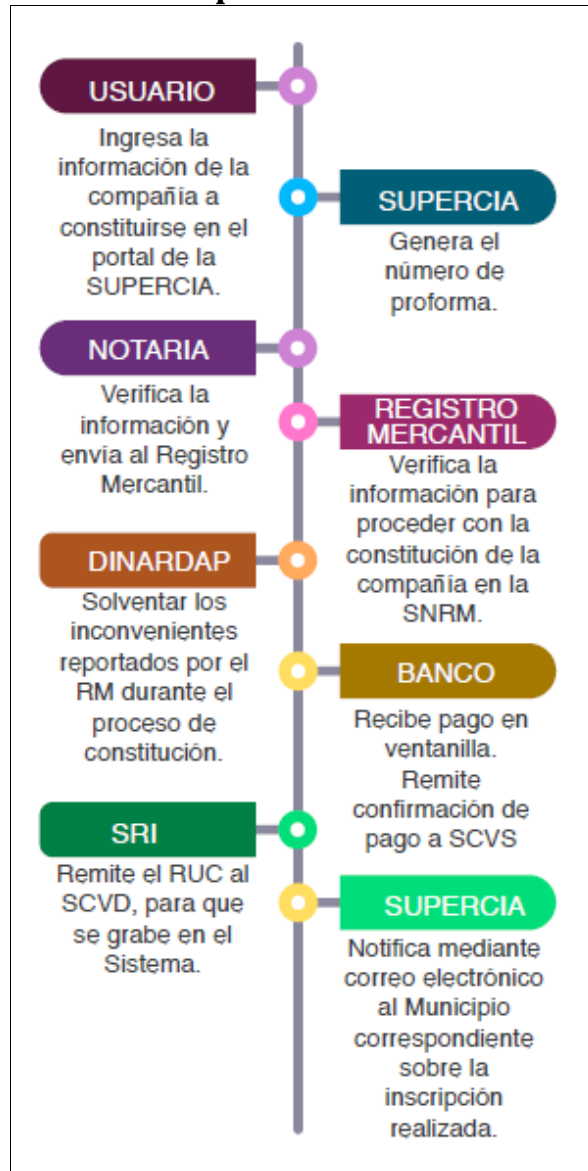 USUARIO
Ingresa la
información de la
compañía a
constituirse en el
portal de la
SUPERCIA.
SUPERCIA
Genera el
número de
proforma.
NOTARIA
Verifica la
información y
envía al Registro
Mercantil.
REGISTRO
MERCANTIL
Verifica la
información para
proceder con la
constitución de la
compañía en la
SNRM.
DINARDAP
Solventar los
inconvenientes
reportados por el
RM durante el
proceso de
constitución.
BANCO
Recibe pago en
ventanilla.
Remite
confirmación de
pago a SCVS
SRI
Remite el RUC al
SCVD, para que
se grabe en el
Sistema.
SUPERCIA
Notifica mediante
correo electrónico
al Municipio
correspondiente
sobre la
inscripción
realizada.